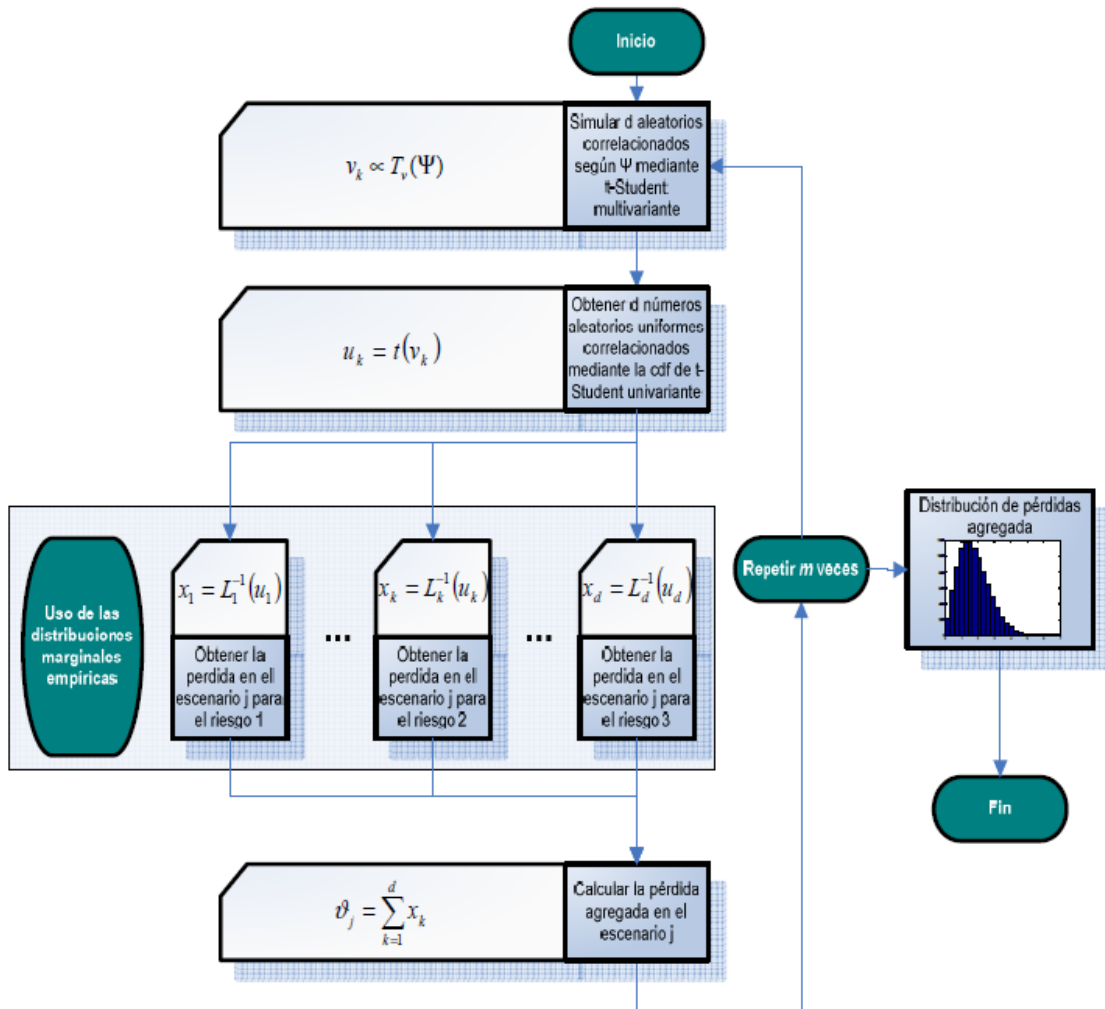 Inicio
v_k ∝ T_v(Ψ)
Simular d aleatorios
correlacionados
según Ψ mediante
t-Student
multivariante
u_k = t(v_k)
Obtener d números
aleatorios uniformes
correlacionados
mediante la cdf de t-
Student univariante
Uso de las
distribuciones
marginales
empíricas
x_1 = L_1^{-1}(u_1)
Obtener la
perdida en el
escenario j para
el riesgo 1
...
x_k = L_k^{-1}(u_k)
Obtener la
perdida en el
escenario j para
el riesgo 2
...
x_d = L_d^{-1}(u_d)
Obtener la
perdida en el
escenario j para
el riesgo 3
Repetir m veces
Distribución de pérdidas
agregada
Fin
ϑ_j = \sum_{k=1}^{d} x_k
Calcular la pérdida
agregada en el
escenario j